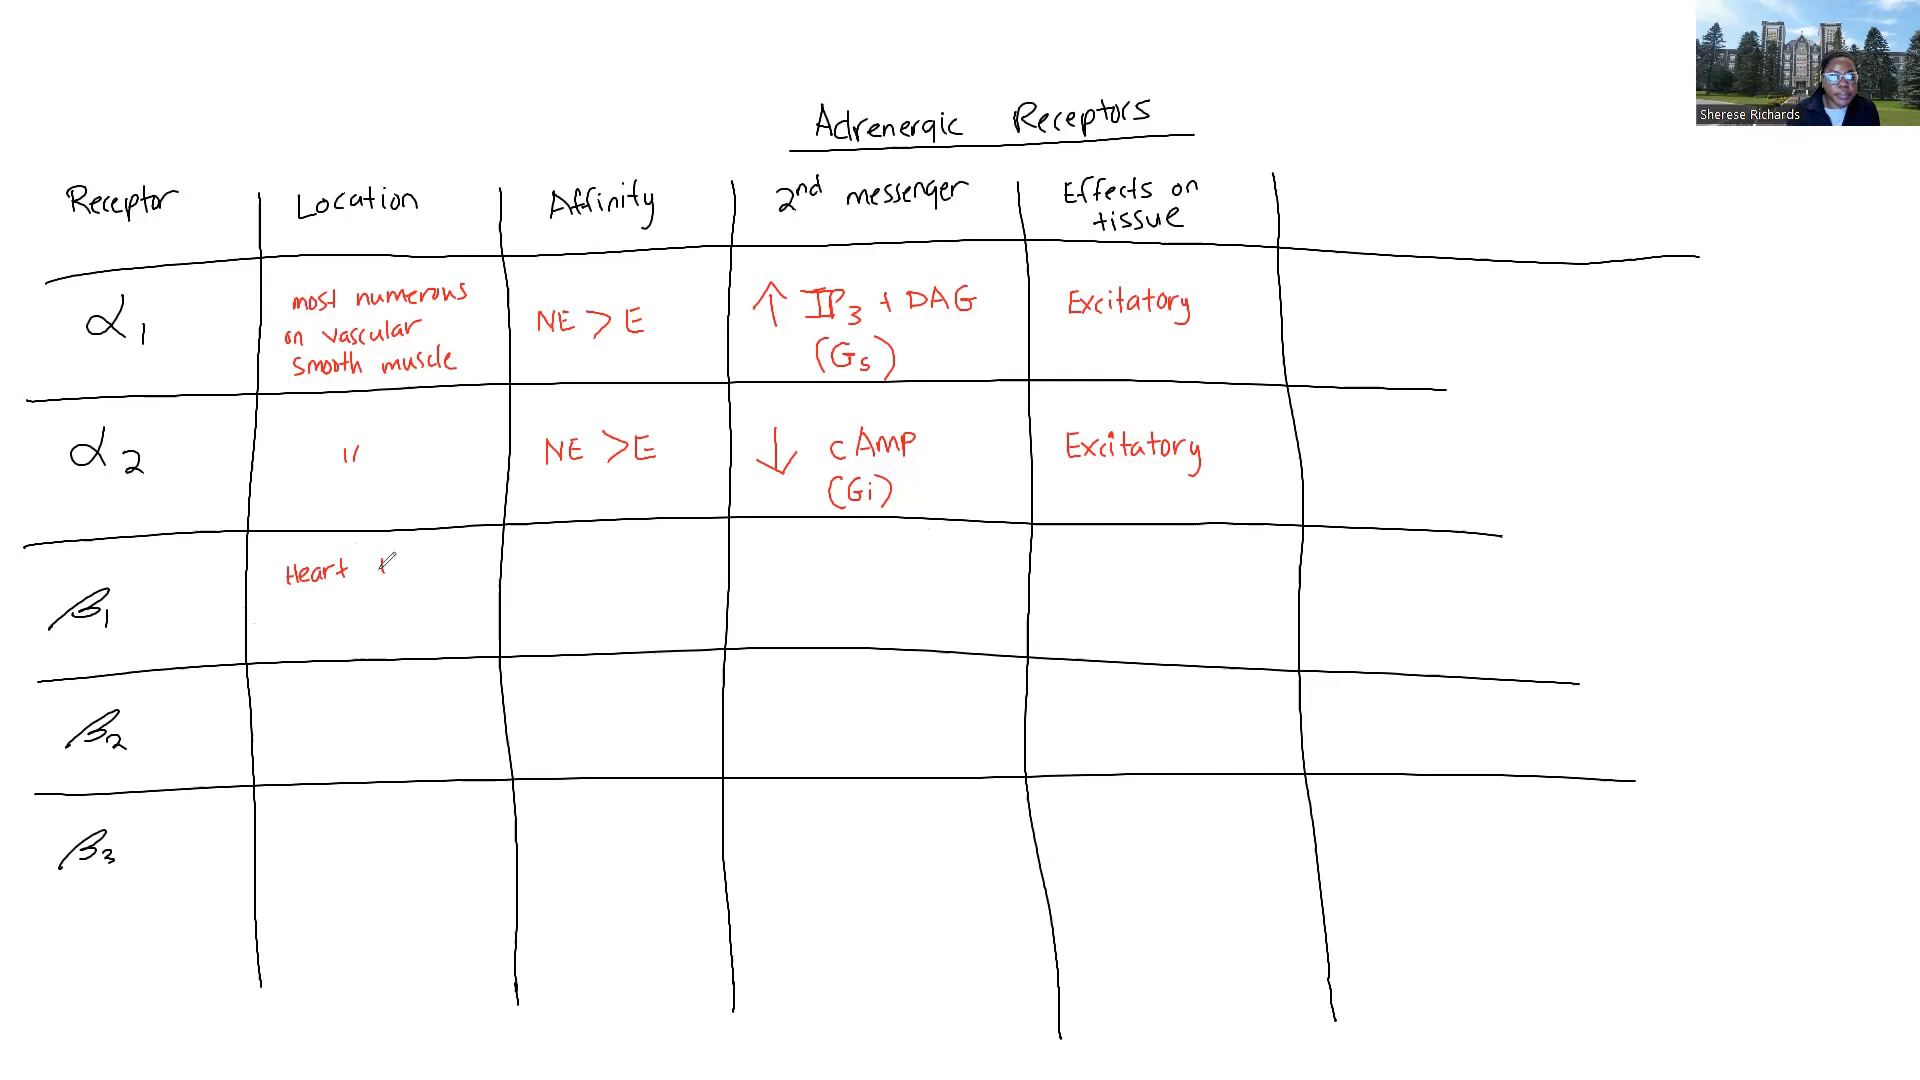 Sherese Richards
Adrenergic Receptors
Receptor
Location
Affinity
2nd messenger
Effects on
tissue
α1
most numerous
on vascular
smooth muscle
NE > E
↑ IP3 + DAG
(Gs)
Excitatory
α2
"
NE > E
↓ cAMP
(Gi)
Excitatory
β1
Heart
β2
β3